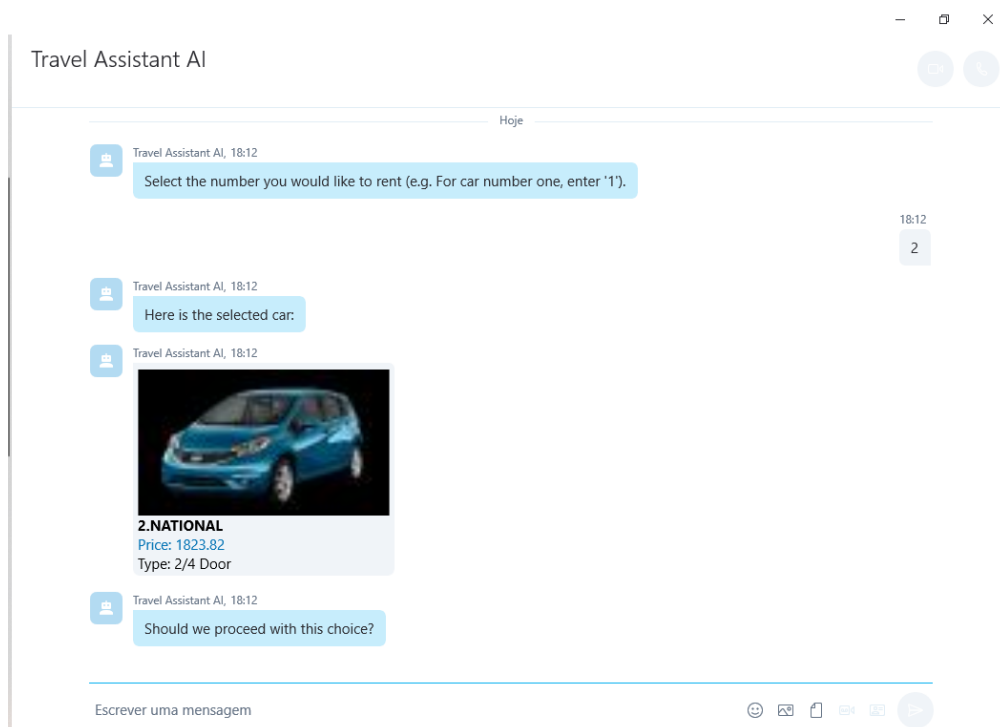 Travel Assistant AI
Hoje
Travel Assistant AI, 18:12
Select the number you would like to rent (e.g. For car number one, enter '1').
18:12
2
Travel Assistant AI, 18:12
Here is the selected car:
Travel Assistant AI, 18:12
2.NATIONAL
Price: 1823.82
Type: 2/4 Door
Travel Assistant AI, 18:12
Should we proceed with this choice?
Escrever uma mensagem